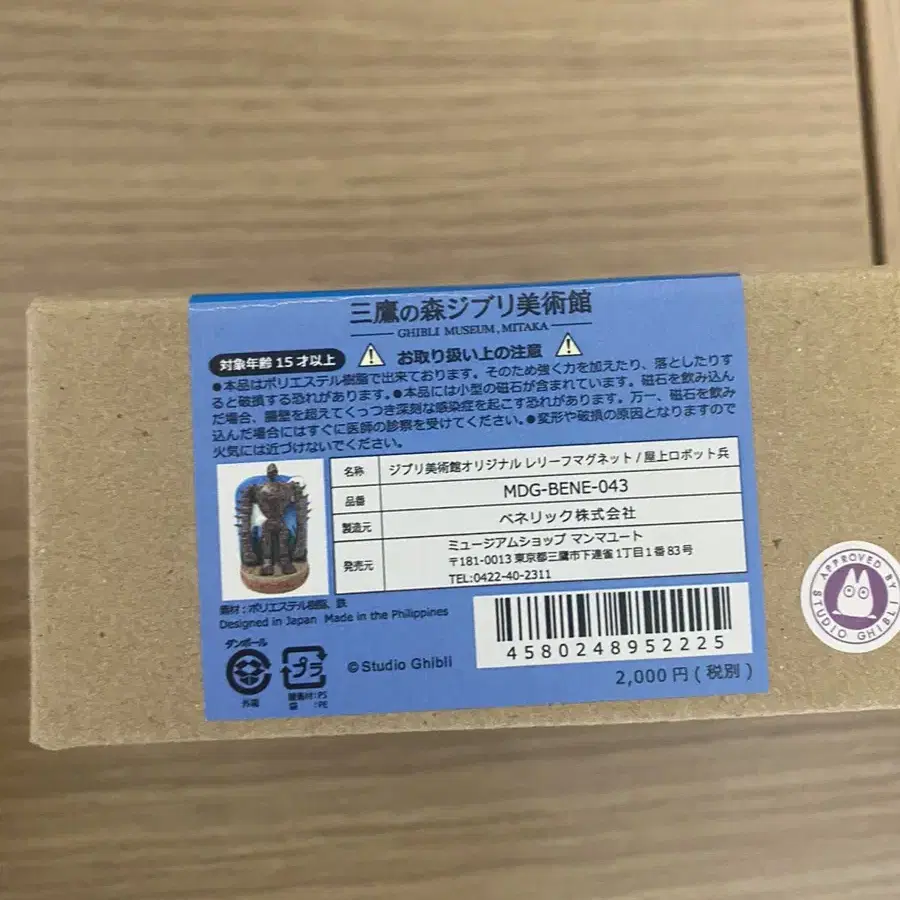 三鷹の森ジブリ美術館
GHIBLI MUSEUM, MITAKA
対象年齢15才以上
お取り扱い上の注意
●本品はポリエステル樹脂で出来ております。そのため強く力を加えたり、落としたりす
ると破損する恐れがあります。●本品には小型の磁石が含まれています。磁石を飲み込ん
だ場合、腸壁を超えてくっつき深刻な感染症を起こす恐れがあります。万一、磁石を飲み
込んだ場合にはすぐに医師の診察を受けてください。●変形や破損の原因となりますので
火気には近づけないでください。
名称 ジブリ美術館オリジナル レリーフマグネット / 屋上ロボット兵
品番 MDG-BENE-043
製造元 ベネリック株式会社
発売元 ミュージアムショップ マンマユート
〒181-0013 東京都三鷹市下連雀1丁目1番83号
TEL:0422-40-2311
素材：ポリエステル樹脂、鉄
Designed in Japan Made in the Philippines
ダンボール
外箱
プラ
緩衝材:PS
袋 :PE
©Studio Ghibli
4580248952225
2,000円(税別)
APPROVED BY
STUDIO GHIBLI